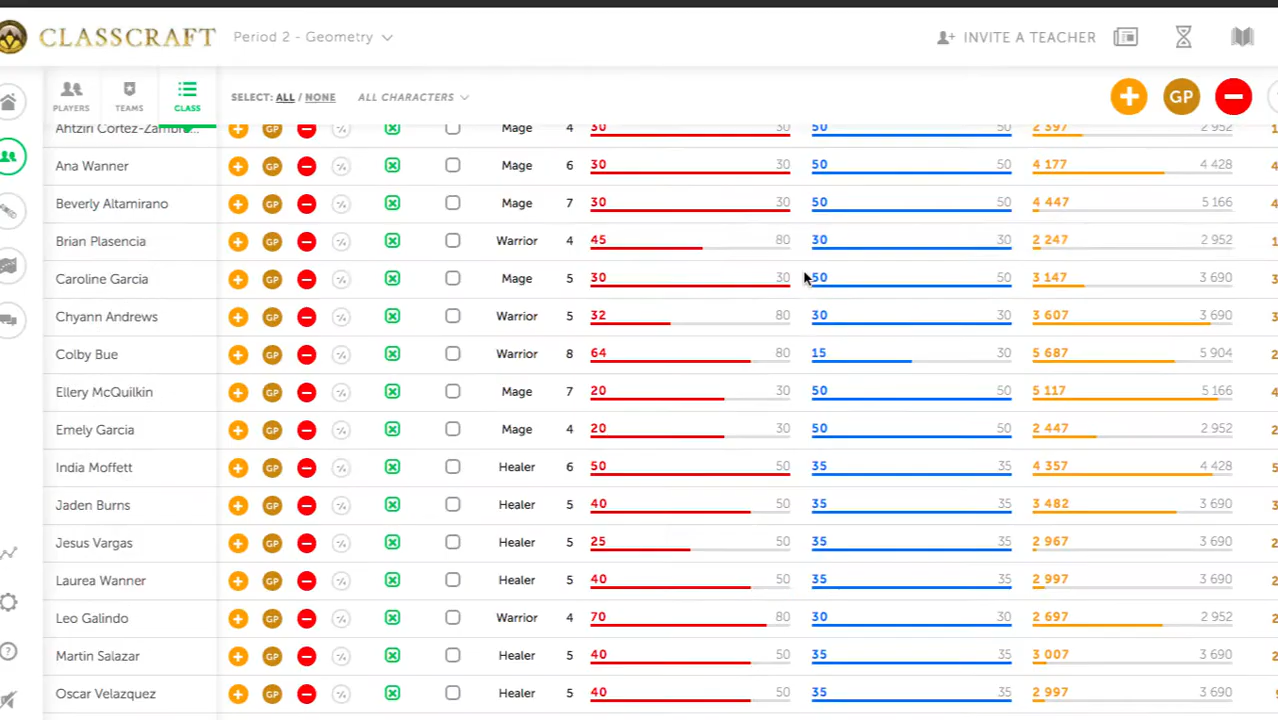 CLASSCRAFT Period 2 - Geometry INVITE A TEACHER
PLAYERS TEAMS CLASS SELECT: ALL / NONE ALL CHARACTERS GP
Ahtziri Cortez-Zambra... GP Mage 4 30 30 50 50 2 397 2 952
Ana Wanner GP Mage 6 30 30 50 50 4 177 4 428
Beverly Altamirano GP Mage 7 30 30 50 50 4 447 5 166
Brian Plasencia GP Warrior 4 45 80 30 30 2 247 2 952
Caroline Garcia GP Mage 5 30 30 50 50 3 147 3 690
Chyann Andrews GP Warrior 5 32 80 30 30 3 607 3 690
Colby Bue GP Warrior 8 64 80 15 30 5 687 5 904
Ellery McQuilkin GP Mage 7 20 30 50 50 5 117 5 166
Emely Garcia GP Mage 4 20 30 50 50 2 447 2 952
India Moffett GP Healer 6 50 50 35 35 4 357 4 428
Jaden Burns GP Healer 5 40 50 35 35 3 482 3 690
Jesus Vargas GP Healer 5 25 50 35 35 2 967 3 690
Laurea Wanner GP Healer 5 40 50 35 35 2 997 3 690
Leo Galindo GP Warrior 4 70 80 30 30 2 697 2 952
Martin Salazar GP Healer 5 40 50 35 35 3 007 3 690
Oscar Velazquez GP Healer 5 40 50 35 35 2 997 3 690